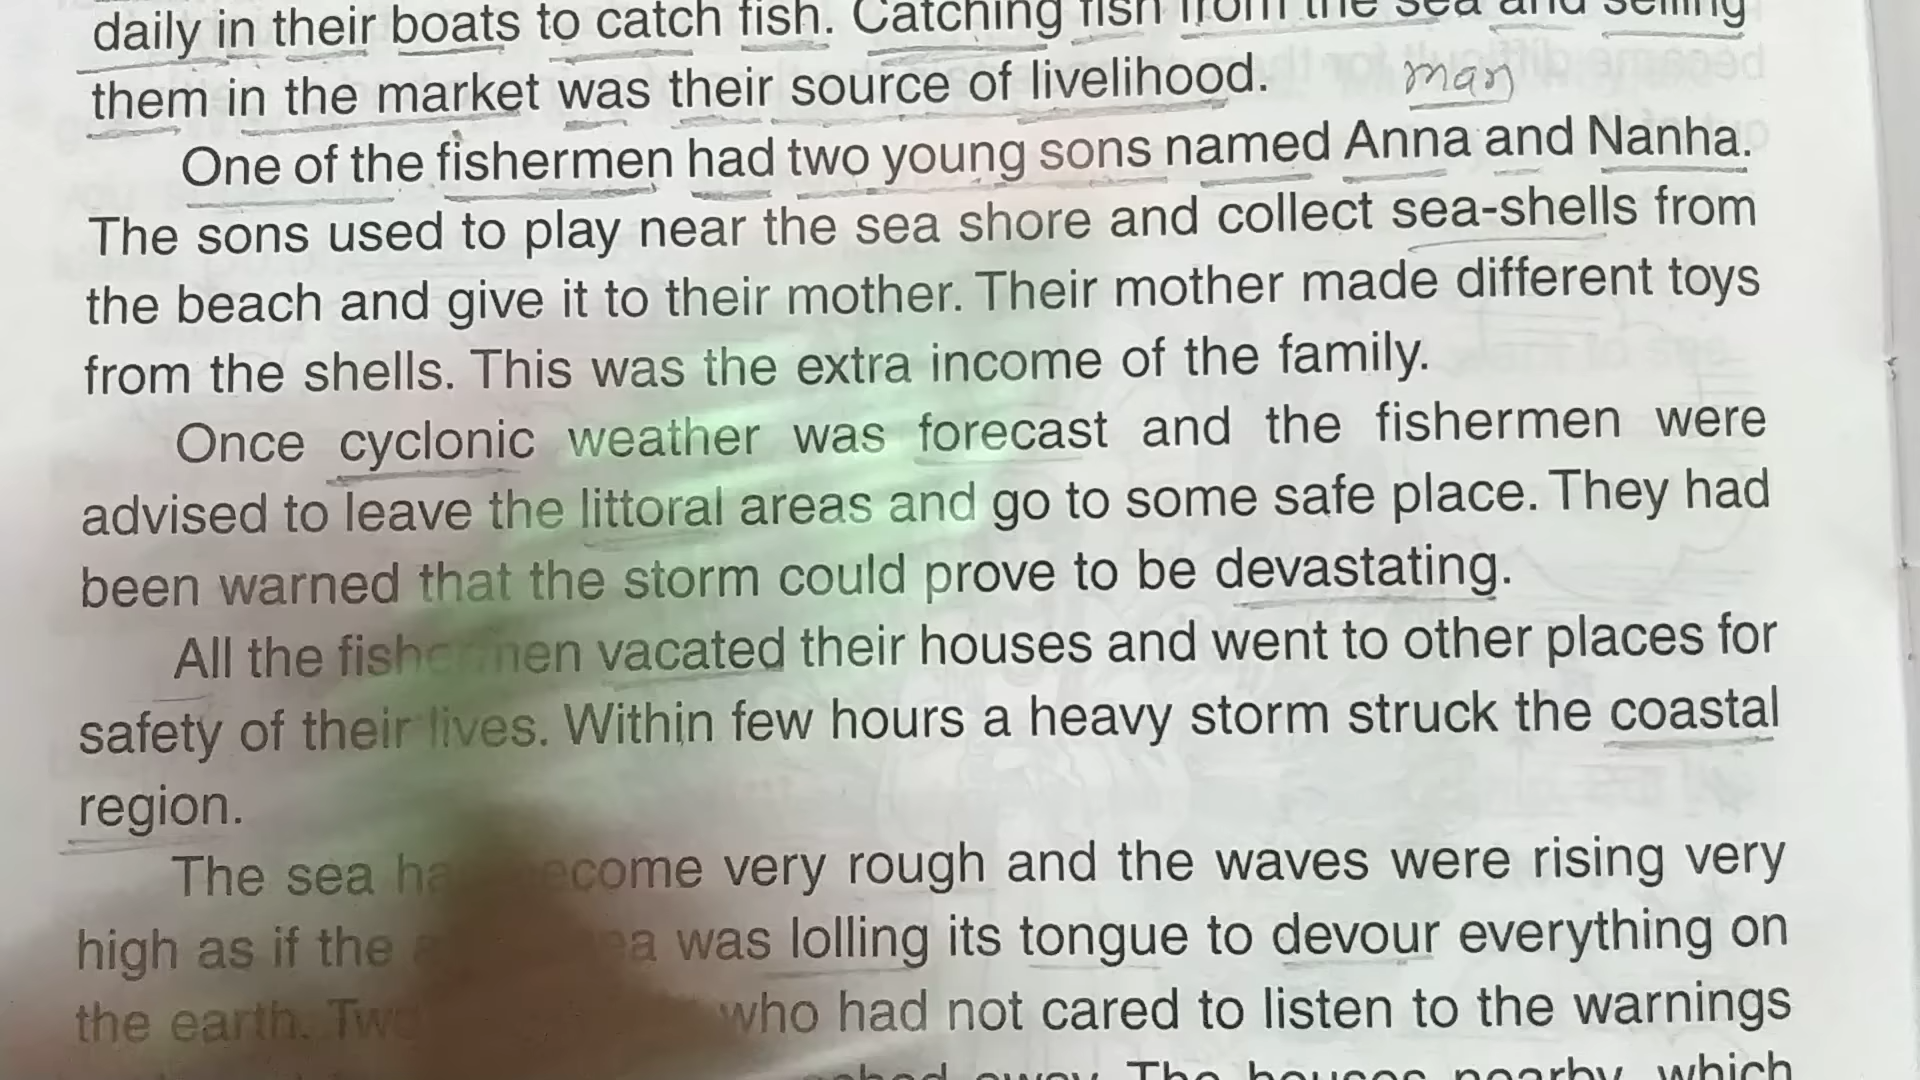 daily in their boats to catch fish. Catching fish from the sea and selling
them in the market was their source of livelihood.
man
One of the fishermen had two young sons named Anna and Nanha.
The sons used to play near the sea shore and collect sea-shells from
the beach and give it to their mother. Their mother made different toys
from the shells. This was the extra income of the family.
Once cyclonic weather was forecast and the fishermen were
advised to leave the littoral areas and go to some safe place. They had
been warned that the storm could prove to be devastating.
All the fishermen vacated their houses and went to other places for
safety of their lives. Within few hours a heavy storm struck the coastal
region.
The sea become very rough and the waves were rising very
high as if the was lolling its tongue to devour everything on
the earth. who had not cared to listen to the warnings
away. The houses nearby, which